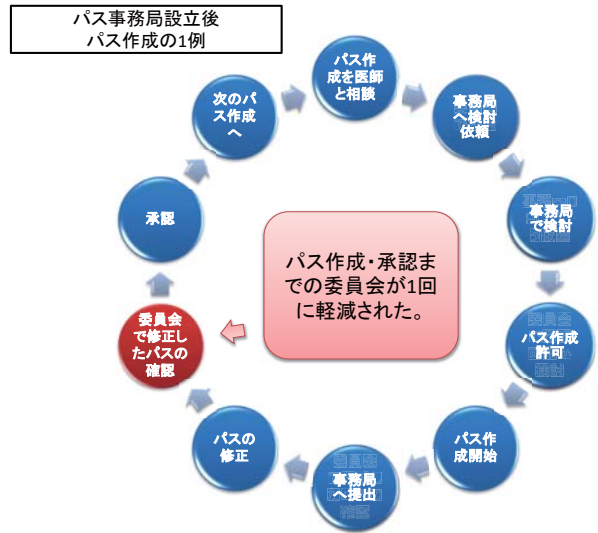 パス事務局設立後
パス作成の1例
パス作
成を医師
と相談
事務局
へ検討
依頼
事務局
で検討
パス作成
許可
パス作
成開始
事務局
へ提出
パスの
修正
委員会
で修正し
たパスの
確認
承認
次のパ
ス作成
へ
パス作成・承認ま
での委員会が1回
に軽減された。